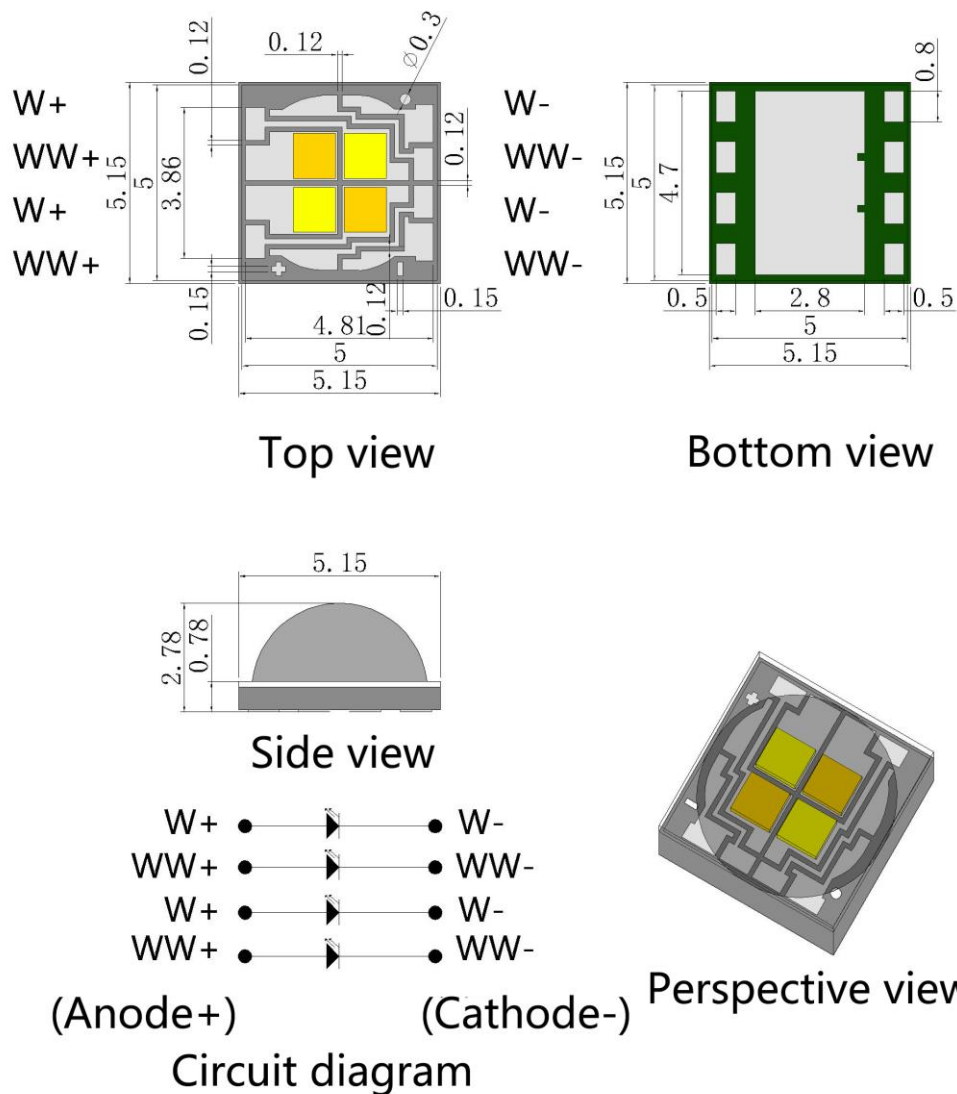 0.12
0.12
Ø0.3
W+
WW+
W+
WW+
5.15
5
3.86
0.12
0.15
0.12
0.15
4.81
5
5.15
Top view
0.8
W-
WW-
W-
WW-
5.15
5
4.7
0.5
2.8
0.5
5
5.15
Bottom view
5.15
2.78
0.78
Side view
W+ W-
WW+ WW-
W+ W-
WW+ WW-
(Anode+) (Cathode-)
Circuit diagram
Perspective view